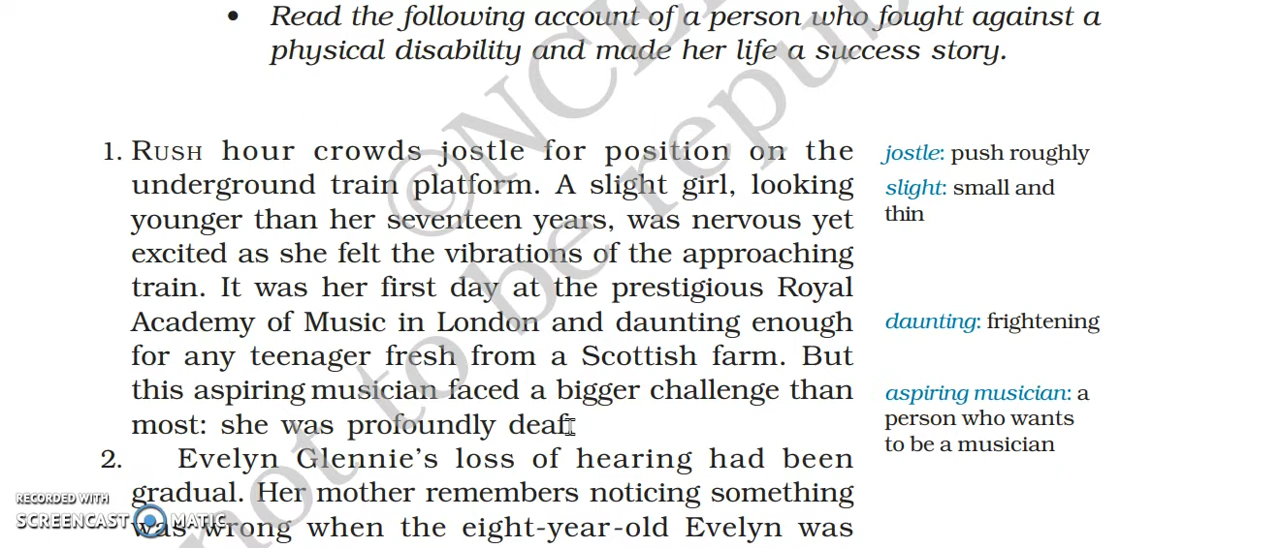 • Read the following account of a person who fought against a
physical disability and made her life a success story.
1. RUSH hour crowds jostle for position on the
underground train platform. A slight girl, looking
younger than her seventeen years, was nervous yet
excited as she felt the vibrations of the approaching
train. It was her first day at the prestigious Royal
Academy of Music in London and daunting enough
for any teenager fresh from a Scottish farm. But
this aspiring musician faced a bigger challenge than
most: she was profoundly deaf.
2. Evelyn Glennie's loss of hearing had been
gradual. Her mother remembers noticing something
was wrong when the eight-year-old Evelyn was
jostle: push roughly
slight: small and
thin
daunting: frightening
aspiring musician: a
person who wants
to be a musician
©NCE
not to be republ
RECORDED WITH
SCREENCAST MATIC